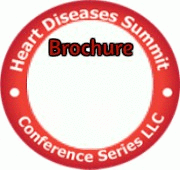 Heart Diseases Summit
Brochure
Conference Series LLC